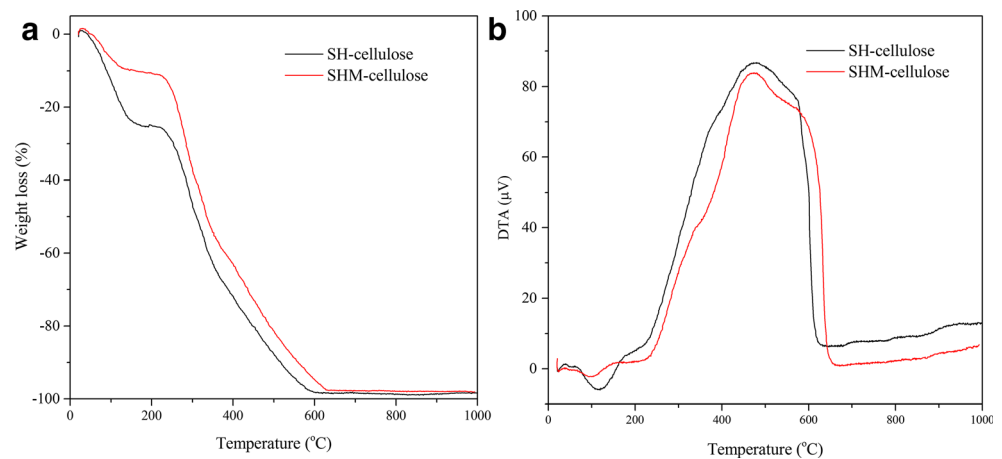 a
SH-cellulose
SHM-cellulose
Weight loss (%)
0
-20
-40
-60
-80
-100
0
200
400
600
800
1000
Temperature (°C)
b
SH-cellulose
SHM-cellulose
DTA (μV)
100
80
60
40
20
0
0
200
400
600
800
1000
Temperature (°C)